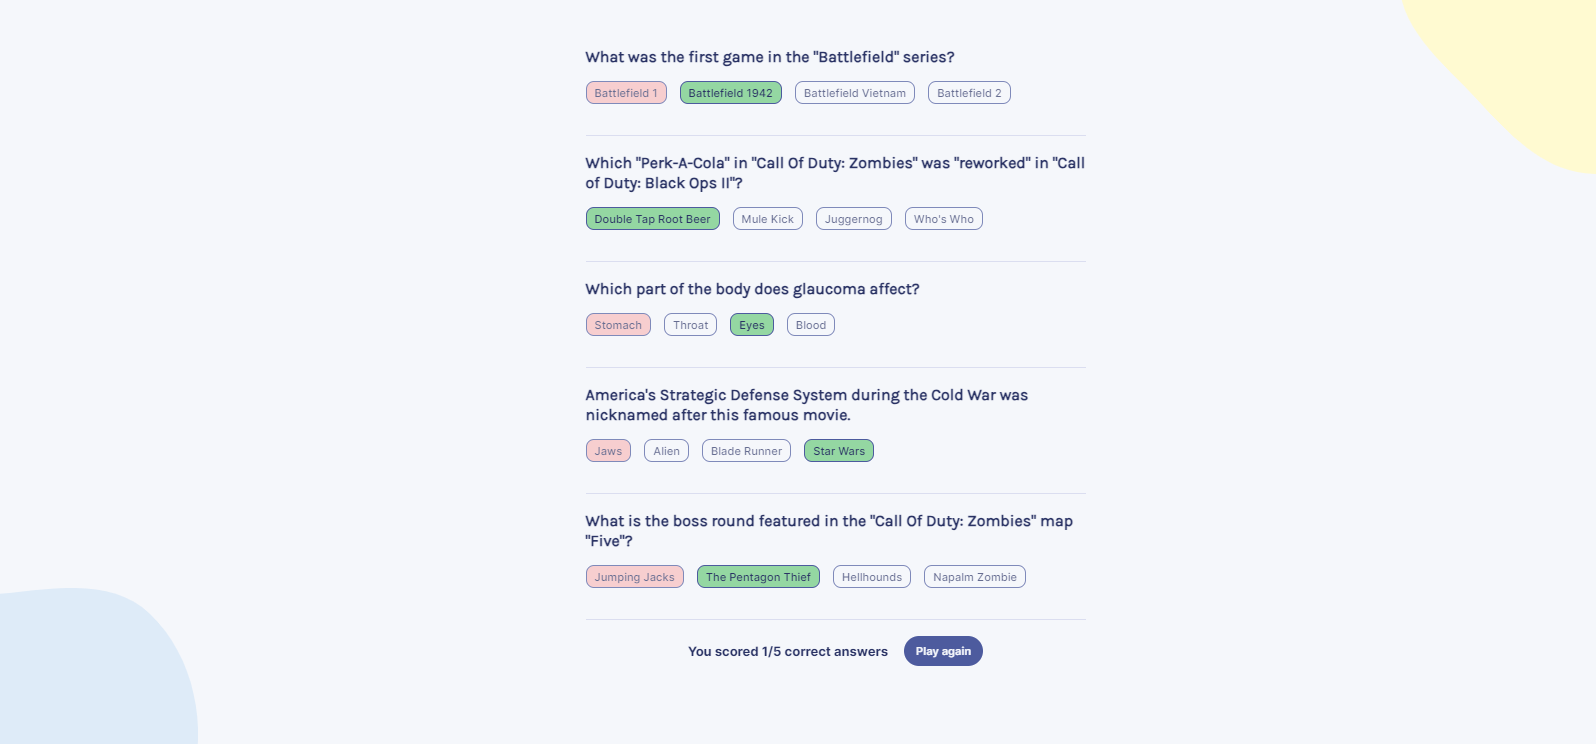 What was the first game in the "Battlefield" series?
Battlefield 1 Battlefield 1942 Battlefield Vietnam Battlefield 2
Which "Perk-A-Cola" in "Call Of Duty: Zombies" was "reworked" in "Call
of Duty: Black Ops II"?
Double Tap Root Beer Mule Kick Juggernog Who's Who
Which part of the body does glaucoma affect?
Stomach Throat Eyes Blood
America's Strategic Defense System during the Cold War was
nicknamed after this famous movie.
Jaws Alien Blade Runner Star Wars
What is the boss round featured in the "Call Of Duty: Zombies" map
"Five"?
Jumping Jacks The Pentagon Thief Hellhounds Napalm Zombie
You scored 1/5 correct answers Play again